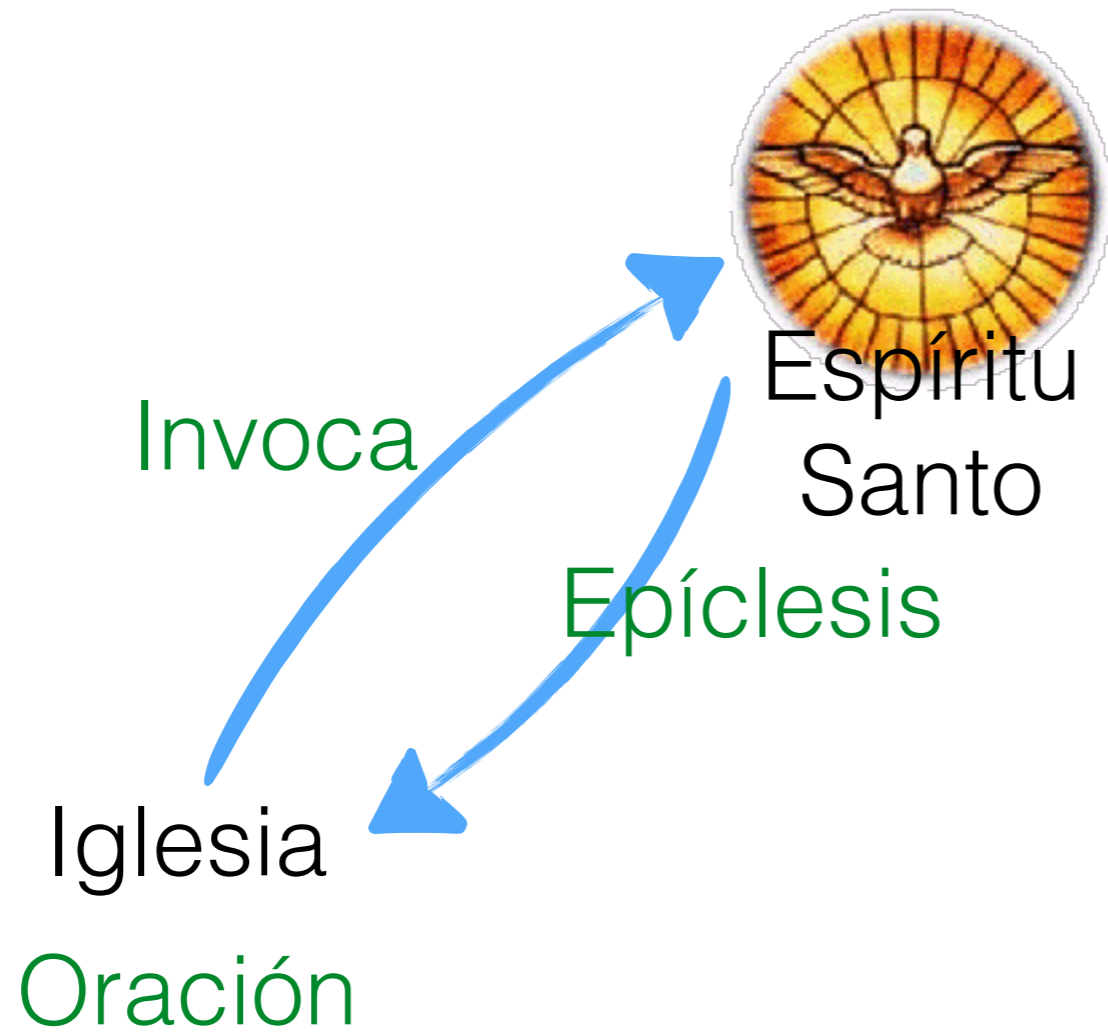 Espíritu
Santo
Invoca
Epíclesis
Iglesia
Oración